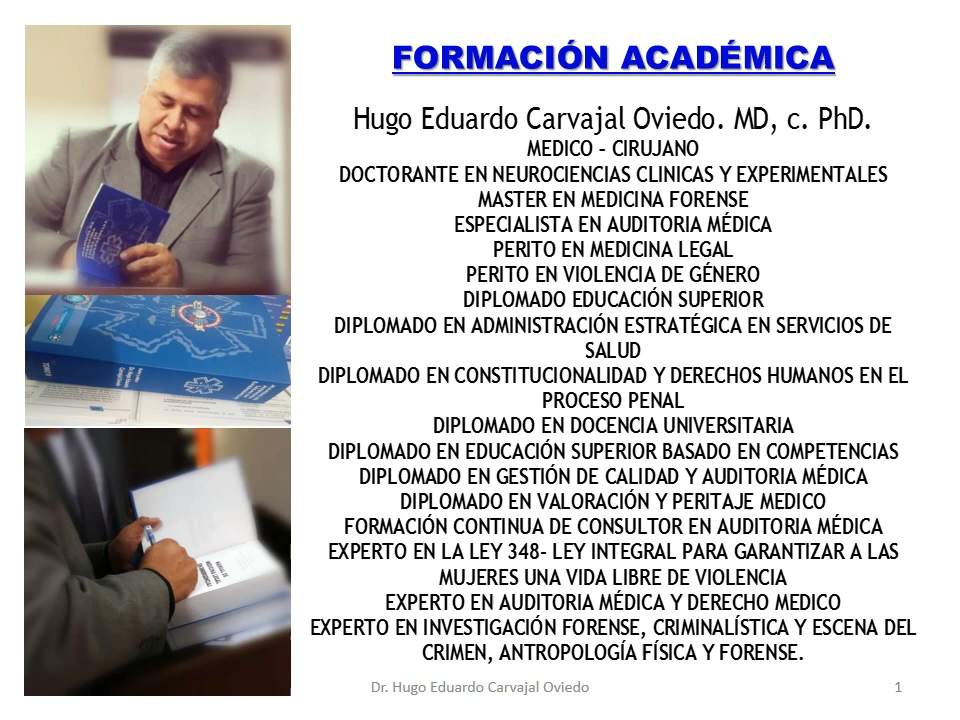 FORMACIÓN ACADÉMICA
Hugo Eduardo Carvajal Oviedo. MD, c. PhD.
MEDICO – CIRUJANO
DOCTORANTE EN NEUROCIENCIAS CLINICAS Y EXPERIMENTALES
MASTER EN MEDICINA FORENSE
ESPECIALISTA EN AUDITORIA MÉDICA
PERITO EN MEDICINA LEGAL
PERITO EN VIOLENCIA DE GÉNERO
DIPLOMADO EDUCACIÓN SUPERIOR
DIPLOMADO EN ADMINISTRACIÓN ESTRATÉGICA EN SERVICIOS DE
SALUD
DIPLOMADO EN CONSTITUCIONALIDAD Y DERECHOS HUMANOS EN EL
PROCESO PENAL
DIPLOMADO EN DOCENCIA UNIVERSITARIA
DIPLOMADO EN EDUCACIÓN SUPERIOR BASADO EN COMPETENCIAS
DIPLOMADO EN GESTIÓN DE CALIDAD Y AUDITORIA MÉDICA
DIPLOMADO EN VALORACIÓN Y PERITAJE MEDICO
FORMACIÓN CONTINUA DE CONSULTOR EN AUDITORIA MÉDICA
EXPERTO EN LA LEY 348- LEY INTEGRAL PARA GARANTIZAR A LAS
MUJERES UNA VIDA LIBRE DE VIOLENCIA
EXPERTO EN AUDITORIA MÉDICA Y DERECHO MEDICO
EXPERTO EN INVESTIGACIÓN FORENSE, CRIMINALÍSTICA Y ESCENA DEL
CRIMEN, ANTROPOLOGÍA FÍSICA Y FORENSE.
Dr. Hugo Eduardo Carvajal Oviedo
1